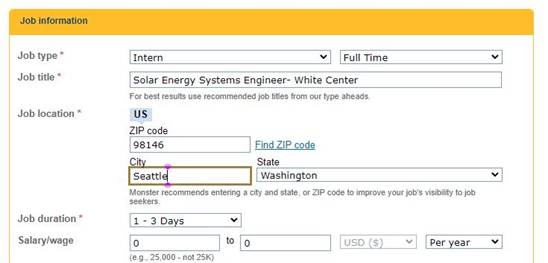 Job information
Job type * Intern Full Time
Job title * Solar Energy Systems Engineer- White Center
For best results use recommended job titles from our type aheads.
Job location * US
ZIP code
98146 Find ZIP code
City State
Seattle Washington
Monster recommends entering a city and state, or ZIP code to improve your job's visibility to job
seekers.
Job duration * 1 - 3 Days
Salary/wage 0 to 0 USD ($) Per year
(e.g., 25,000 - not 25K)